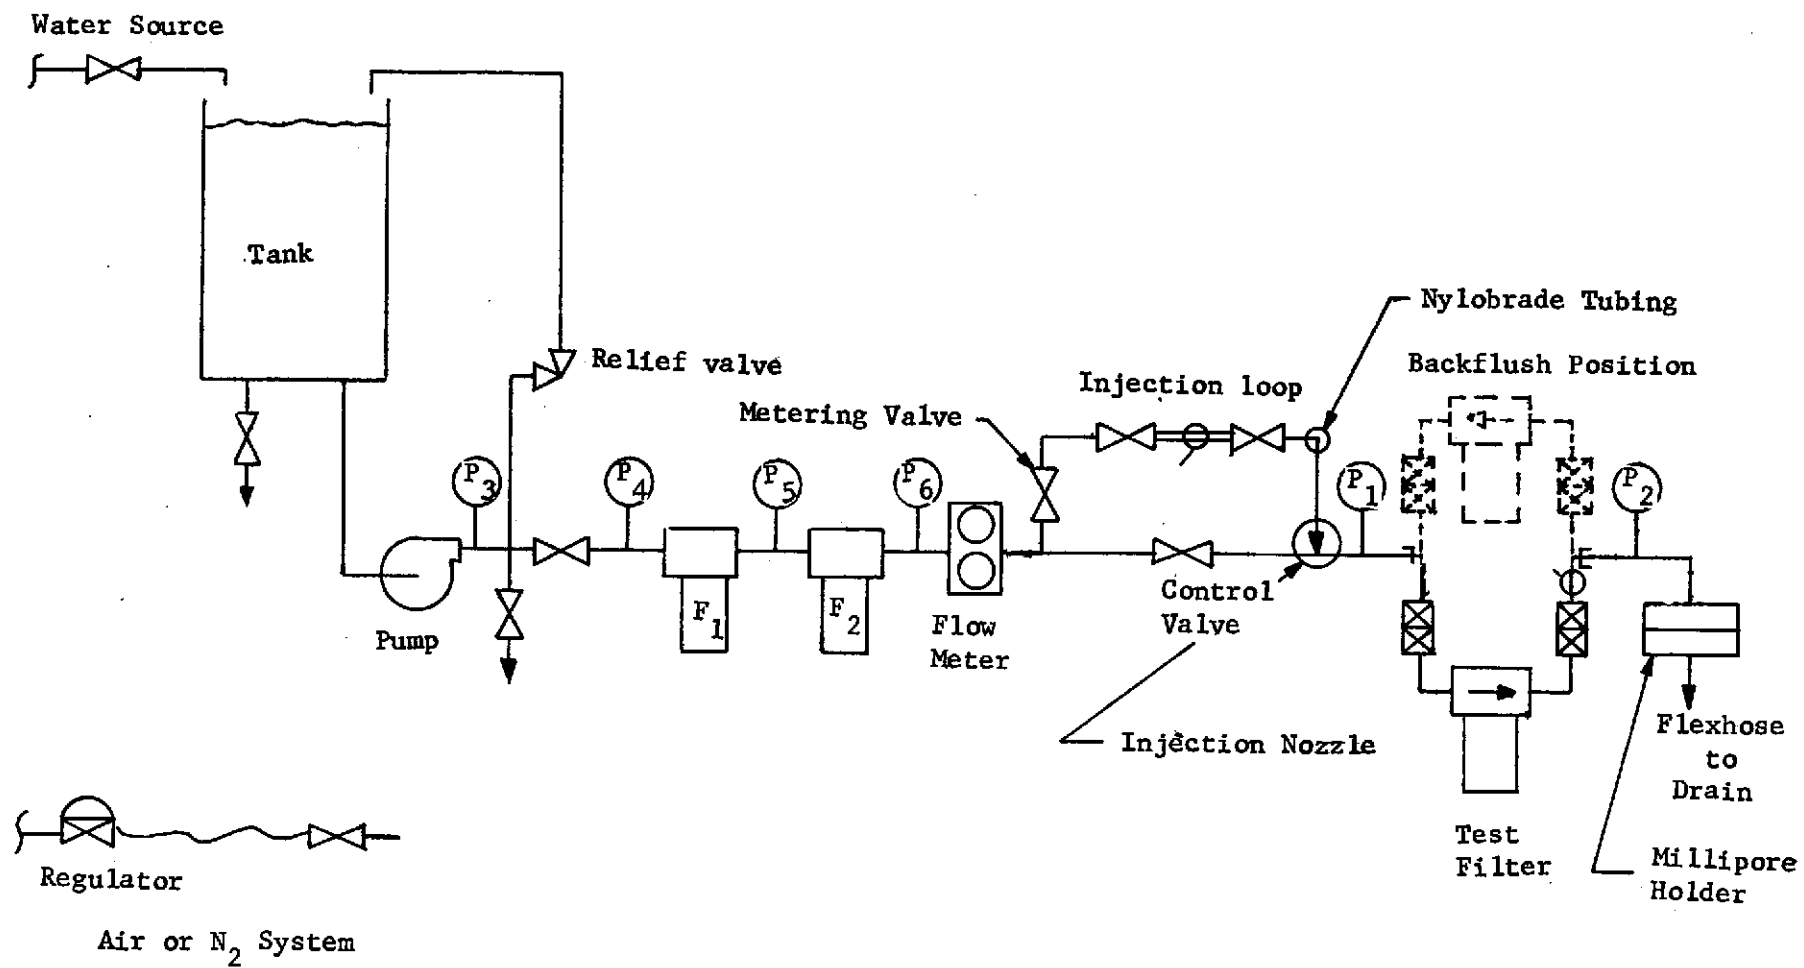 Water Source
Tank
Relief valve
Nylobrade Tubing
Backflush Position
Injection loop
Metering Valve
P3
P4
P5
P6
P1
P2
F1
F2
Pump
Flow
Meter
Control
Valve
Injection Nozzle
Flexhose
to
Drain
Test
Filter
Millipore
Holder
Regulator
Air or N2 System